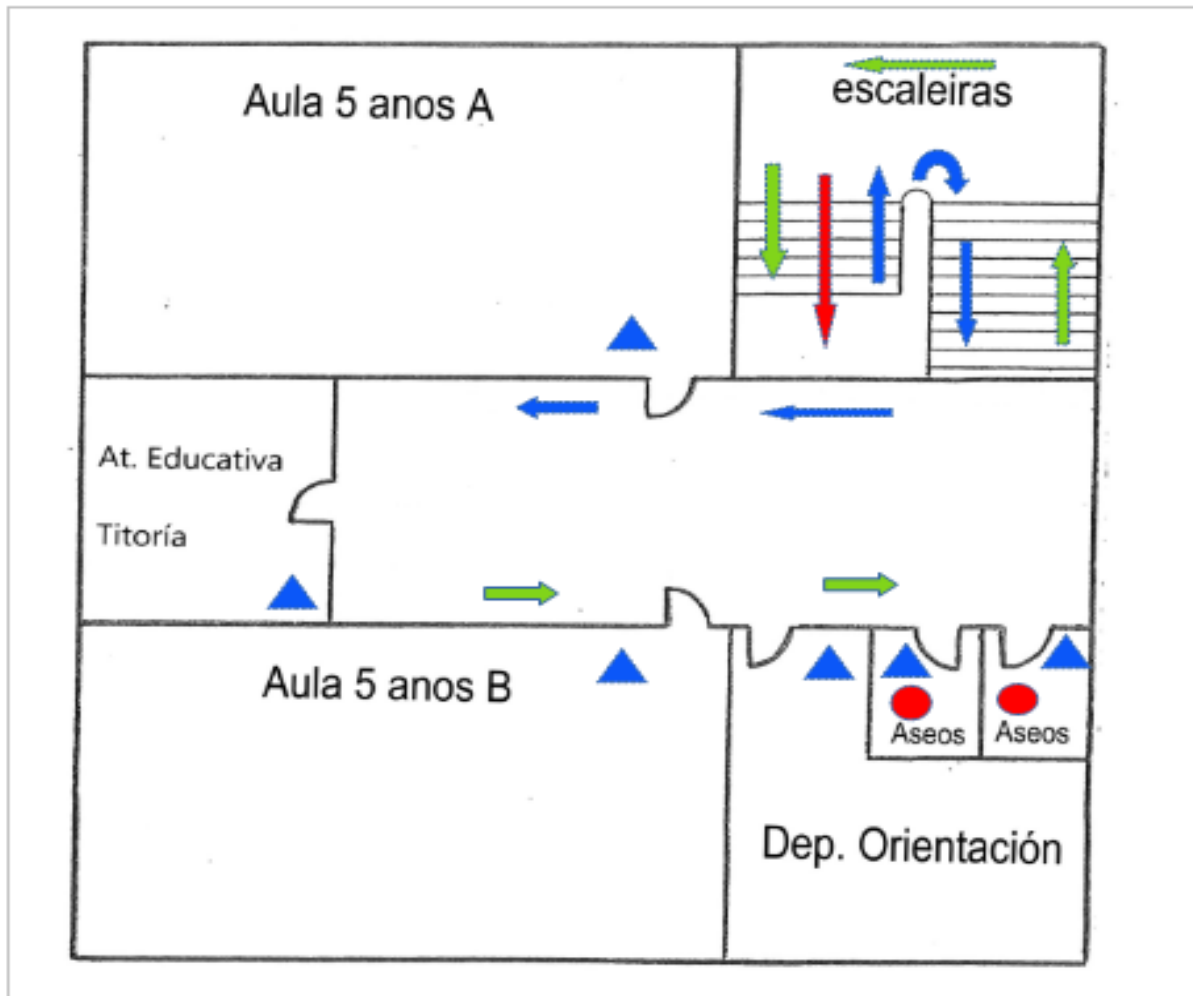 Aula 5 anos A
escaleiras
At. Educativa
Titoría
Aula 5 anos B
Aseos
Aseos
Dep. Orientación